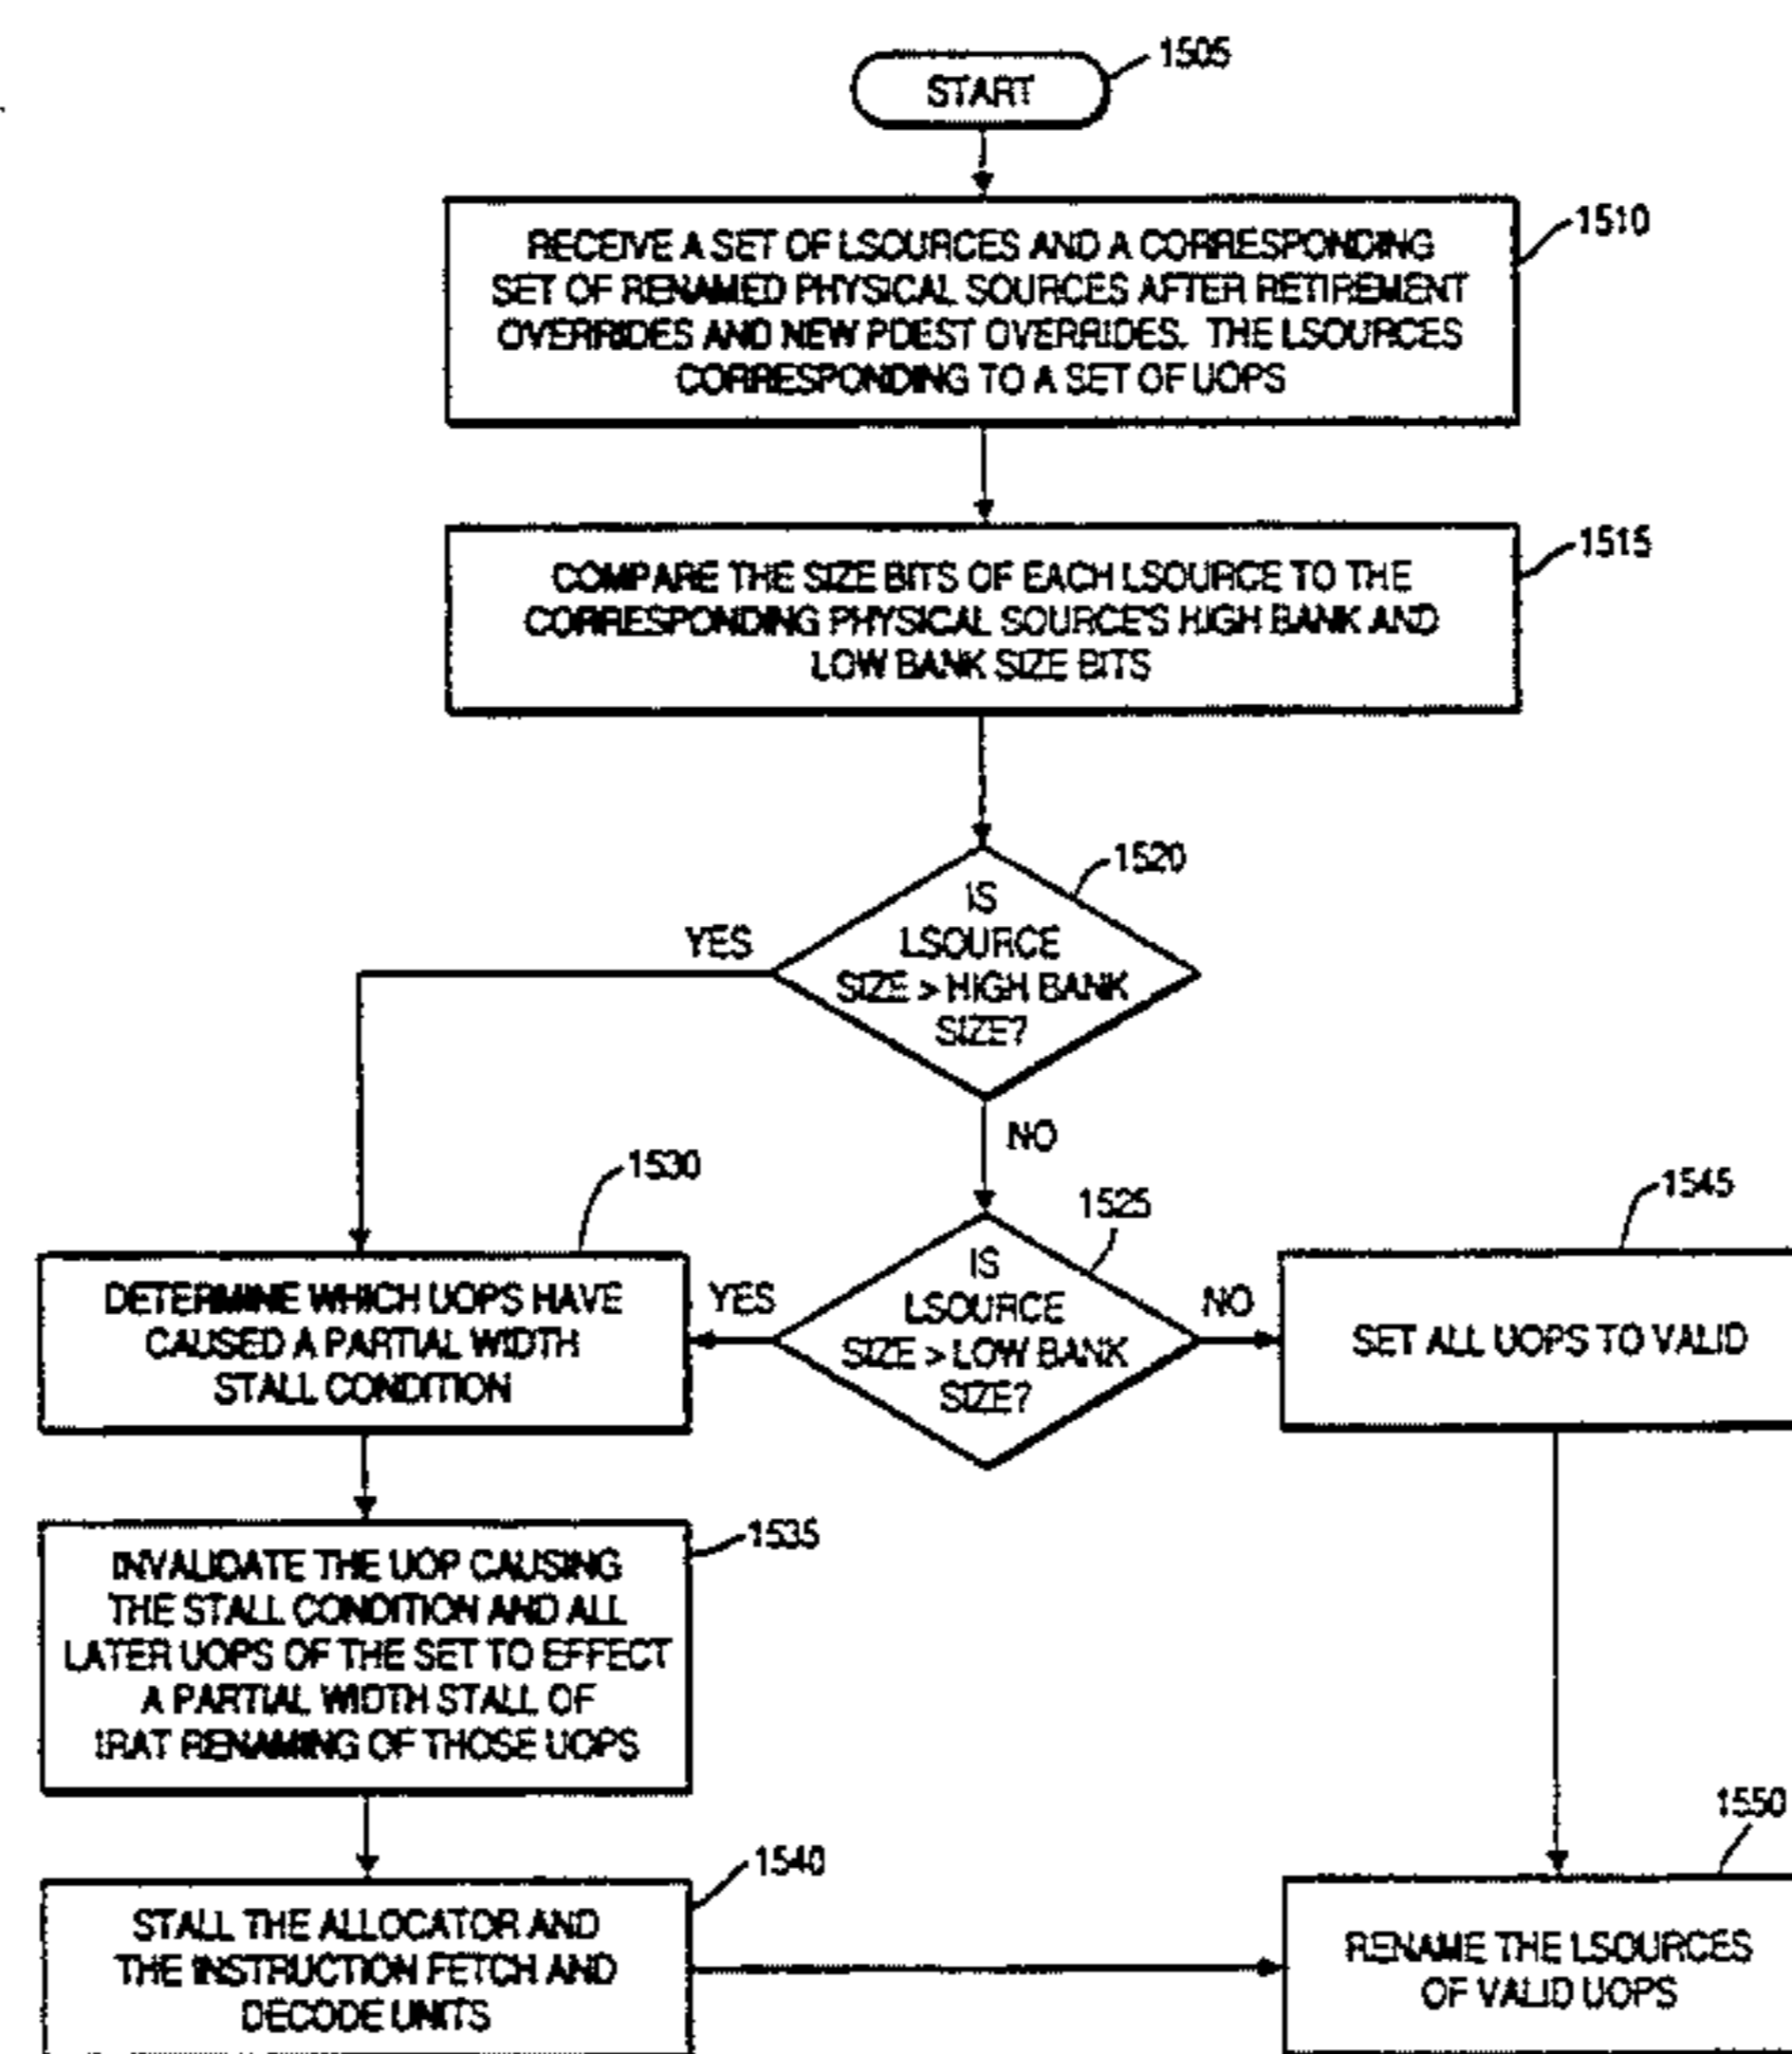 1505
START
1510
RECEIVE A SET OF LSOURCES AND A CORRESPONDING
SET OF RENAMED PHYSICAL SOURCES AFTER RETIREMENT
OVERRIDES AND NEW PDEST OVERRIDES. THE LSOURCES
CORRESPONDING TO A SET OF UOPS
1515
COMPARE THE SIZE BITS OF EACH LSOURCE TO THE
CORRESPONDING PHYSICAL SOURCE'S HIGH BANK AND
LOW BANK SIZE BITS
1520
IS
LSOURCE
SIZE > HIGH BANK
SIZE?
YES
NO
1525
IS
LSOURCE
SIZE > LOW BANK
SIZE?
YES
NO
1530
DETERMINE WHICH UOPS HAVE
CAUSED A PARTIAL WIDTH
STALL CONDITION
1545
SET ALL UOPS TO VALID
1535
INVALIDATE THE UOP CAUSING
THE STALL CONDITION AND ALL
LATER UOPS OF THE SET TO EFFECT
A PARTIAL WIDTH STALL OF
IRAT RENAMING OF THOSE UOPS
1540
STALL THE ALLOCATOR AND
THE INSTRUCTION FETCH AND
DECODE UNITS
1550
RENAME THE LSOURCES
OF VALID UOPS